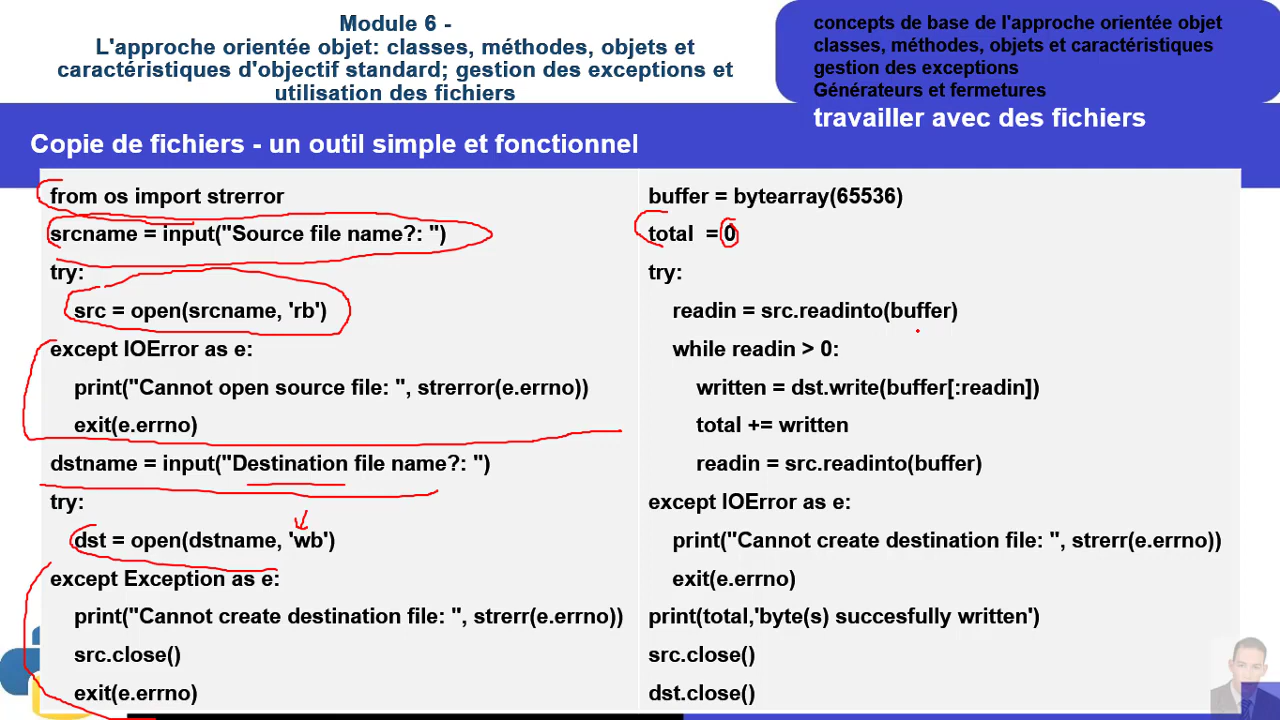 Module 6 -
L'approche orientée objet: classes, méthodes, objets et
caractéristiques d'objectif standard; gestion des exceptions et
utilisation des fichiers
concepts de base de l'approche orientée objet
classes, méthodes, objets et caractéristiques
gestion des exceptions
Générateurs et fermetures
travailler avec des fichiers
Copie de fichiers - un outil simple et fonctionnel
from os import strerror
srcname = input("Source file name?: ")
try:
src = open(srcname, 'rb')
except IOError as e:
print("Cannot open source file: ", strerror(e.errno))
exit(e.errno)
dstname = input("Destination file name?: ")
try:
dst = open(dstname, 'wb')
except Exception as e:
print("Cannot create destination file: ", strerr(e.errno))
src.close()
exit(e.errno)
buffer = bytearray(65536)
total = 0
try:
readin = src.readinto(buffer)
while readin > 0:
written = dst.write(buffer[:readin])
total += written
readin = src.readinto(buffer)
except IOError as e:
print("Cannot create destination file: ", strerr(e.errno))
exit(e.errno)
print(total,'byte(s) succesfully written')
src.close()
dst.close()